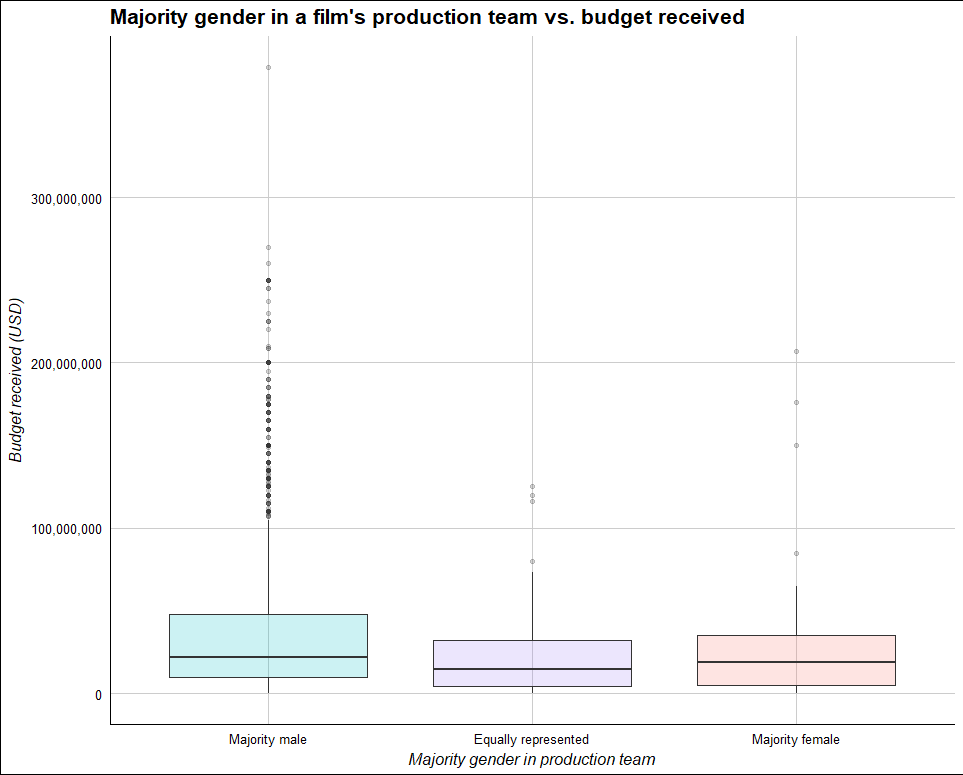 Majority gender in a film's production team vs. budget received
Budget received (USD)
300,000,000
200,000,000
100,000,000
0
Majority male
Equally represented
Majority female
Majority gender in production team